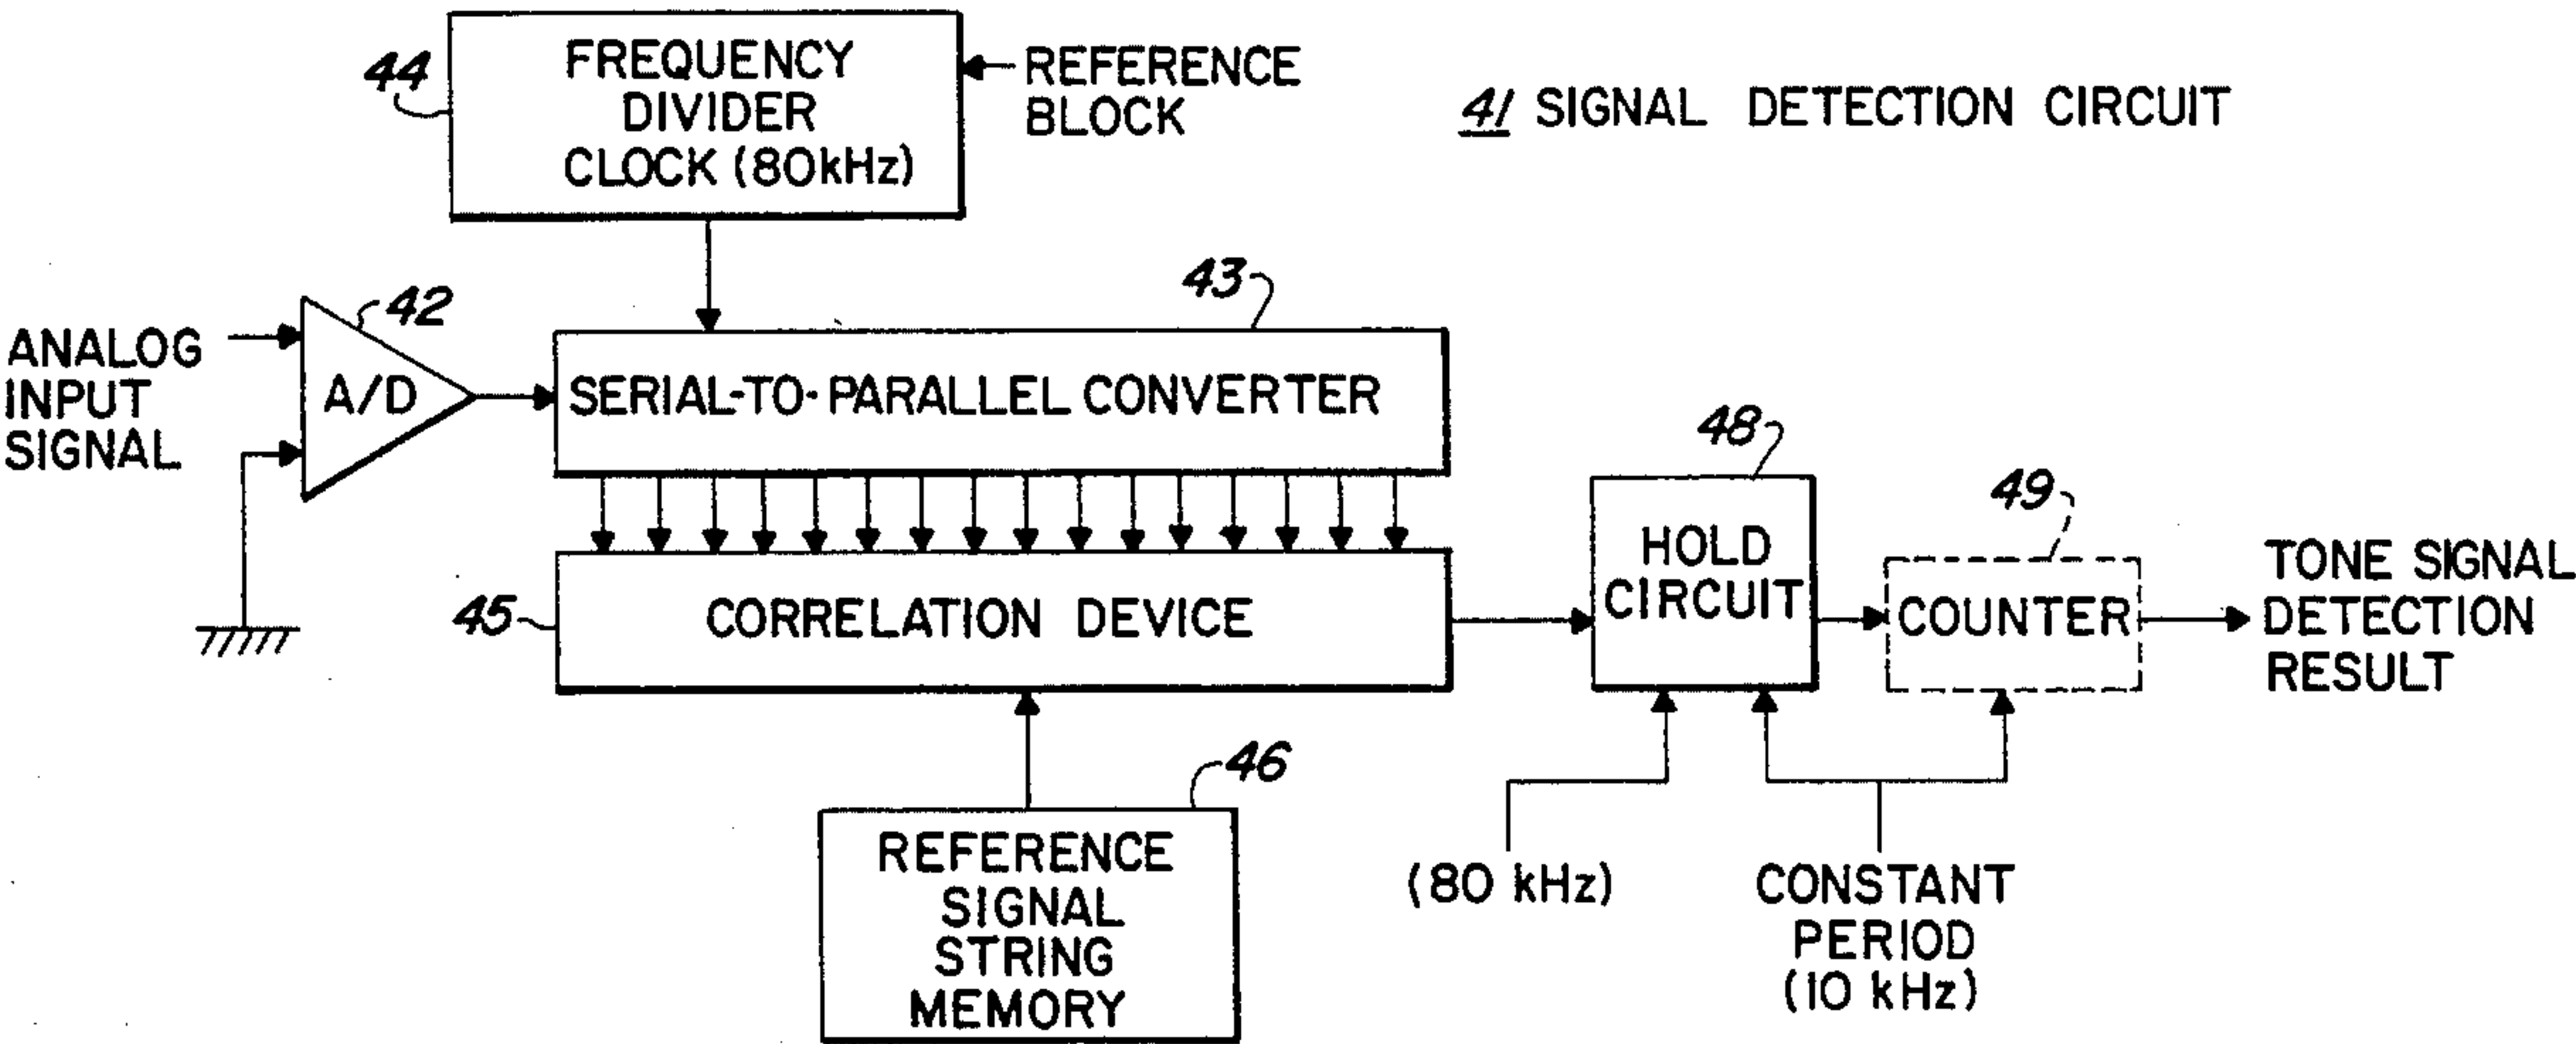 44
FREQUENCY
DIVIDER
CLOCK (80kHz)
REFERENCE
BLOCK
41 SIGNAL DETECTION CIRCUIT
ANALOG
INPUT
SIGNAL
42
A/D
43
SERIAL-TO-PARALLEL CONVERTER
45
CORRELATION DEVICE
46
REFERENCE
SIGNAL
STRING
MEMORY
48
HOLD
CIRCUIT
49
COUNTER
TONE SIGNAL
DETECTION
RESULT
(80 kHz)
CONSTANT
PERIOD
(10 kHz)